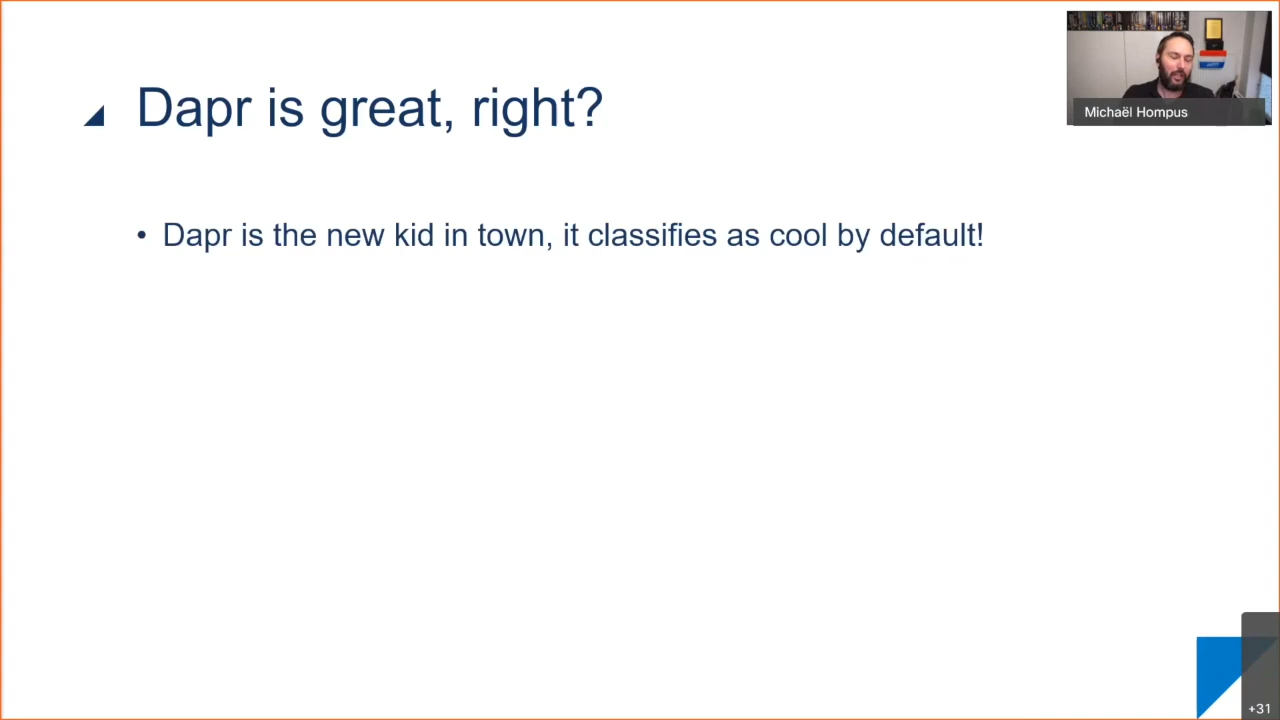 Dapr is great, right?
• Dapr is the new kid in town, it classifies as cool by default!
Michaël Hompus
+31